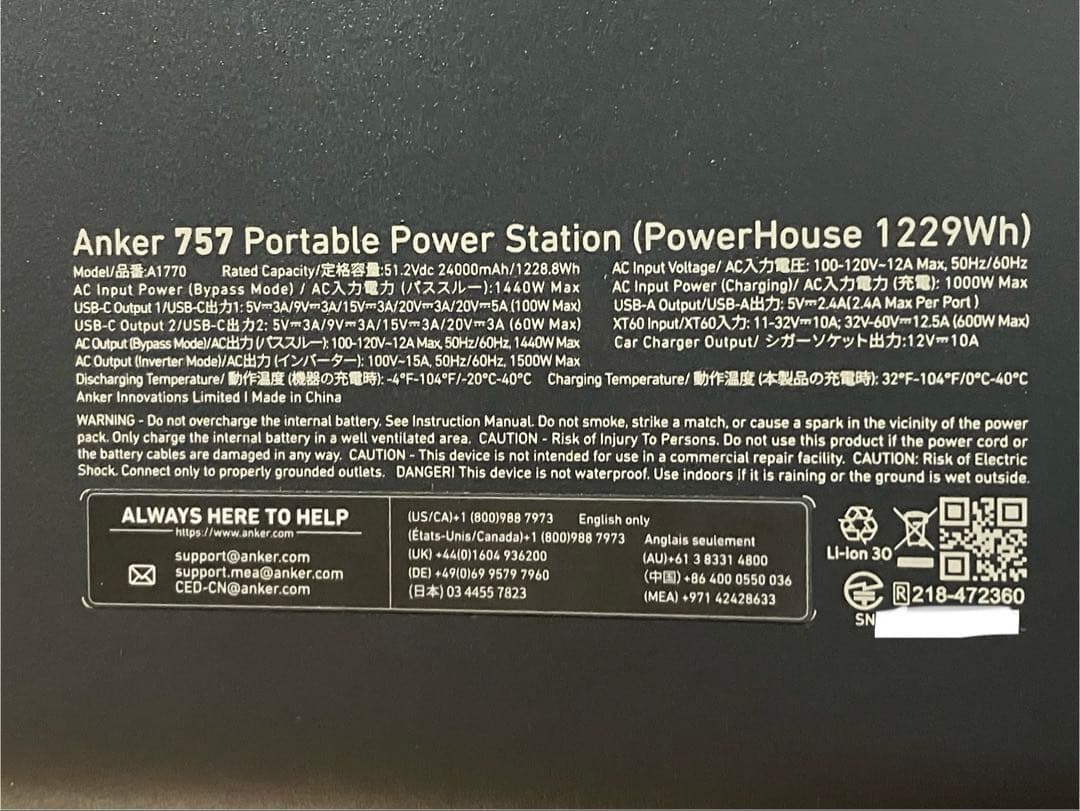 Anker 757 Portable Power Station (PowerHouse 1229Wh)
Model/品番:A1770 Rated Capacity/定格容量:51.2Vdc 24000mAh/1228.8Wh
AC Input Power (Bypass Mode) / AC入力電力 (パススルー):1440W Max
USB-C Output 1/USB-C出力1: 5V⎓3A/9V⎓3A/15V⎓3A/20V⎓3A/20V⎓5A (100W Max)
USB-C Output 2/USB-C出力2: 5V⎓3A/9V⎓3A/15V⎓3A/20V⎓3A (60W Max)
AC Output (Bypass Mode)/AC出力 (パススルー): 100-120V~12A Max, 50Hz/60Hz, 1440W Max
AC Output (Inverter Mode)/AC出力 (インバーター): 100V~15A, 50Hz/60Hz, 1500W Max
AC Input Voltage/ AC入力電圧: 100-120V~12A Max, 50Hz/60Hz
AC Input Power (Charging)/ AC入力電力 (充電): 1000W Max
USB-A Output/USB-A出力: 5V⎓2.4A(2.4A Max Per Port)
XT60 Input/XT60入力: 11-32V⎓10A; 32V-60V⎓12.5A (600W Max)
Car Charger Output/ シガーソケット出力:12V⎓10A
Discharging Temperature/ 動作温度 (機器の充電時): -4°F-104°F/-20°C-40°C Charging Temperature/ 動作温度 (本製品の充電時): 32°F-104°F/0°C-40°C
Anker Innovations Limited | Made in China
WARNING - Do not overcharge the internal battery. See Instruction Manual. Do not smoke, strike a match, or cause a spark in the vicinity of the power
pack. Only charge the internal battery in a well ventilated area. CAUTION - Risk of Injury To Persons. Do not use this product if the power cord or
the battery cables are damaged in any way. CAUTION - This device is not intended for use in a commercial repair facility. CAUTION: Risk of Electric
Shock. Connect only to properly grounded outlets. DANGER! This device is not waterproof. Use indoors if it is raining or the ground is wet outside.
ALWAYS HERE TO HELP
https://www.anker.com
support@anker.com
support.mea@anker.com
CED-CN@anker.com
(US/CA)+1 (800)988 7973 English only
(États-Unis/Canada)+1 (800)988 7973 Anglais seulement
(UK) +44(0)1604 936200
(DE) +49(0)69 9579 7960
(日本) 03 4455 7823
(AU)+61 3 8331 4800
(中国) +86 400 0550 036
(MEA) +971 42428633
Li-Ion 30
R 218-472360
SN